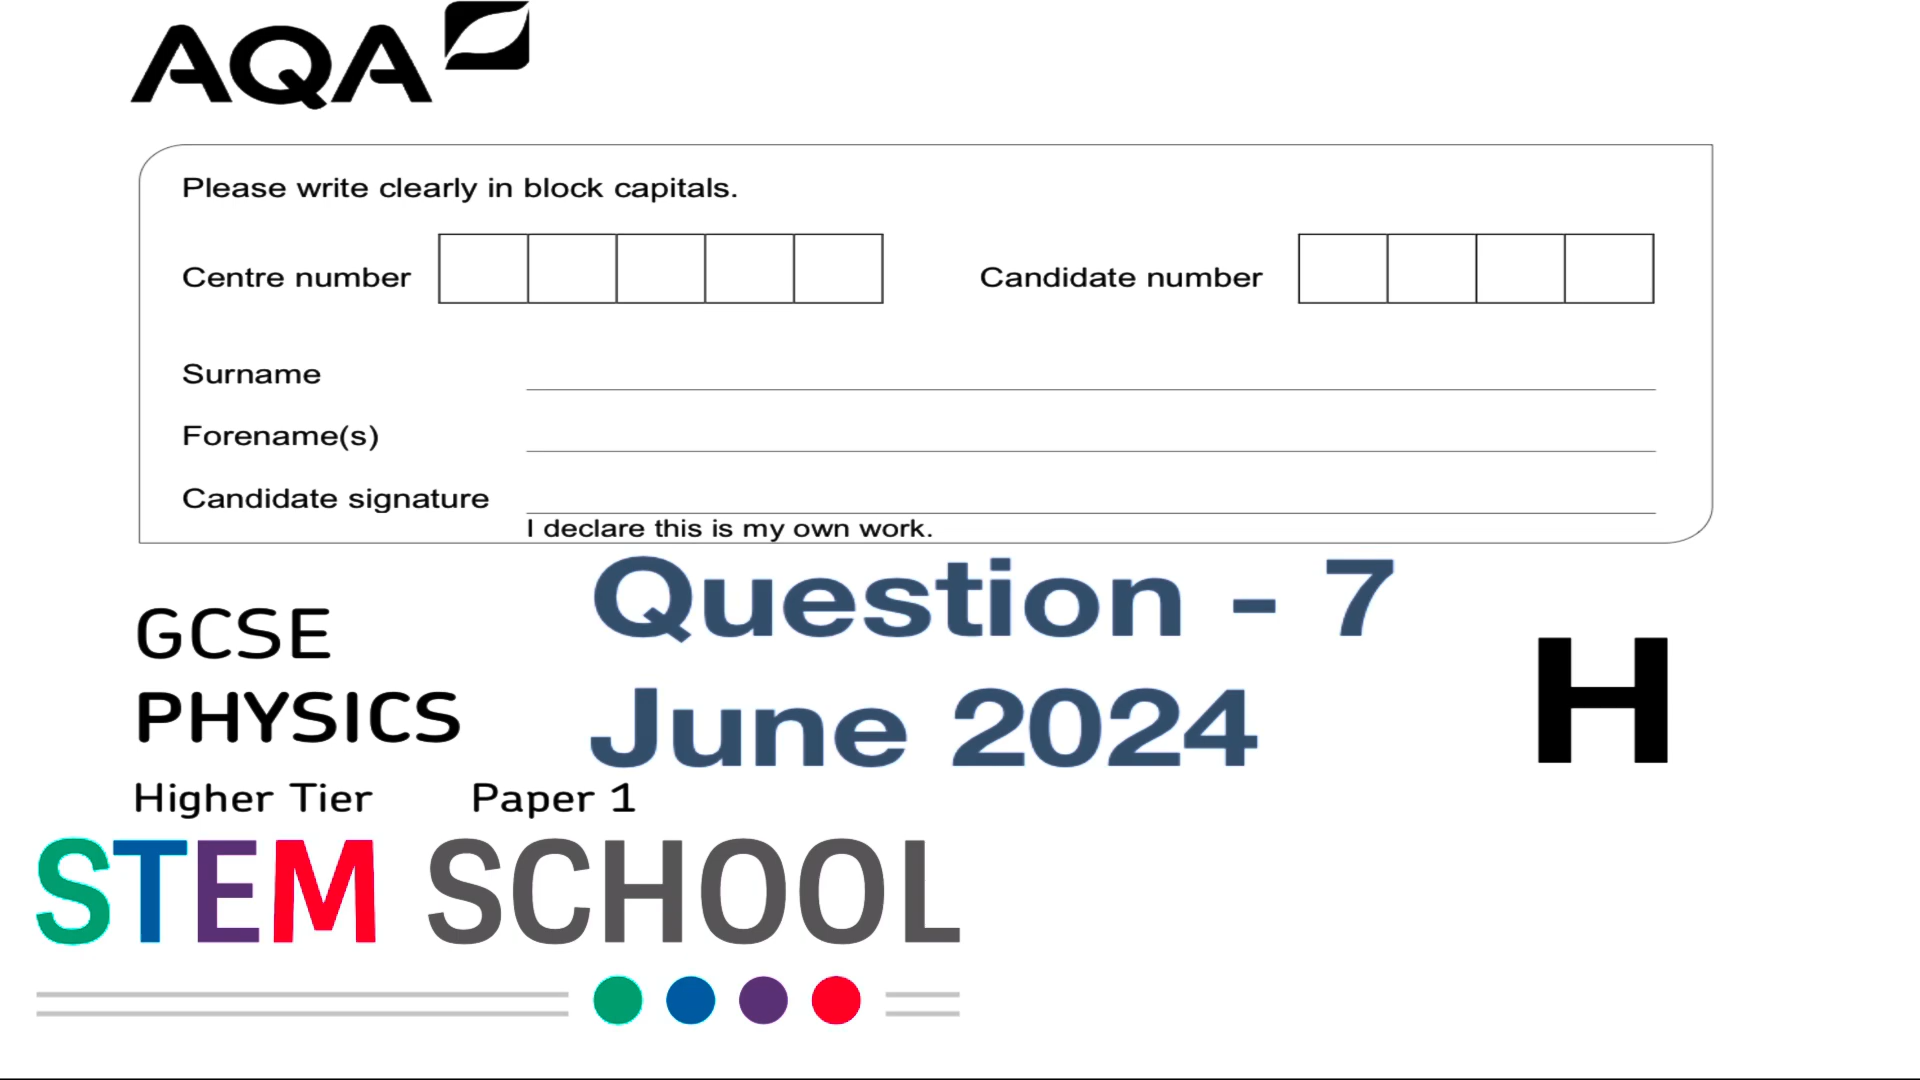 AQA
Please write clearly in block capitals.
Centre number
Candidate number
Surname
Forename(s)
Candidate signature
I declare this is my own work.
Question - 7
June 2024
GCSE
PHYSICS
H
Higher Tier Paper 1
STEM SCHOOL